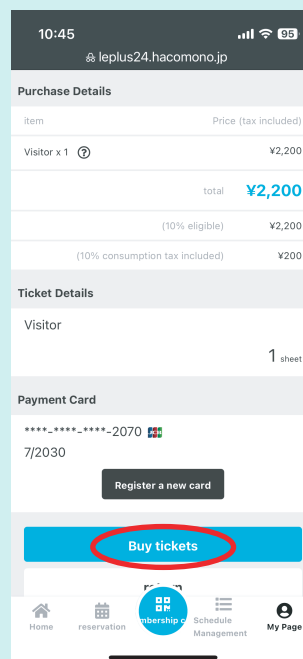 10:45
95
leplus24.hacomono.jp
Purchase Details
item Price (tax included)
Visitor x 1 ? ¥2,200
total ¥2,200
(10% eligible) ¥2,200
(10% consumption tax included) ¥200
Ticket Details
Visitor
1 sheet
Payment Card
****-****-****-2070 JCB
7/2030
Register a new card
Buy tickets
return
Home reservation mbership c Schedule Management My Page